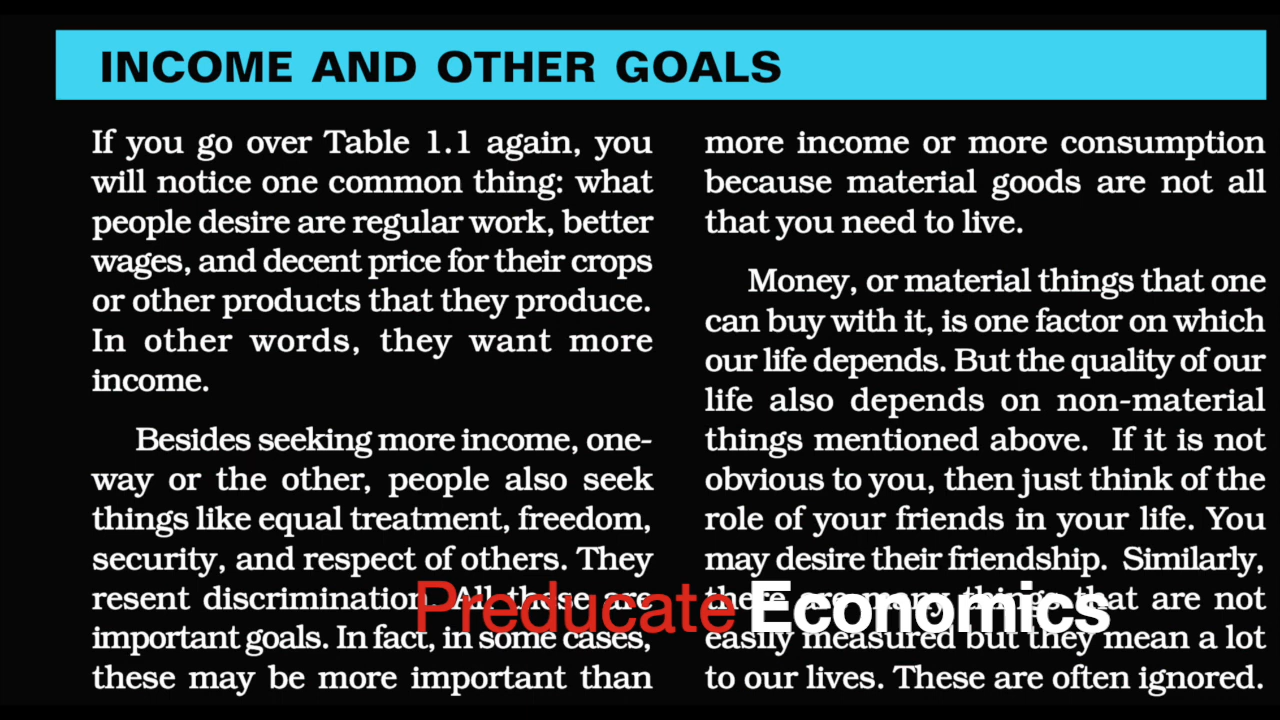 INCOME AND OTHER GOALS
If you go over Table 1.1 again, you
will notice one common thing: what
people desire are regular work, better
wages, and decent price for their crops
or other products that they produce.
In other words, they want more
income.
Besides seeking more income, one-
way or the other, people also seek
things like equal treatment, freedom,
security, and respect of others. They
resent discrimination. All these are
important goals. In fact, in some cases,
these may be more important than
more income or more consumption
because material goods are not all
that you need to live.
Money, or material things that one
can buy with it, is one factor on which
our life depends. But the quality of our
life also depends on non-material
things mentioned above. If it is not
obvious to you, then just think of the
role of your friends in your life. You
may desire their friendship. Similarly,
there are many things that are not
easily measured but they mean a lot
to our lives. These are often ignored.
Preducate Economics